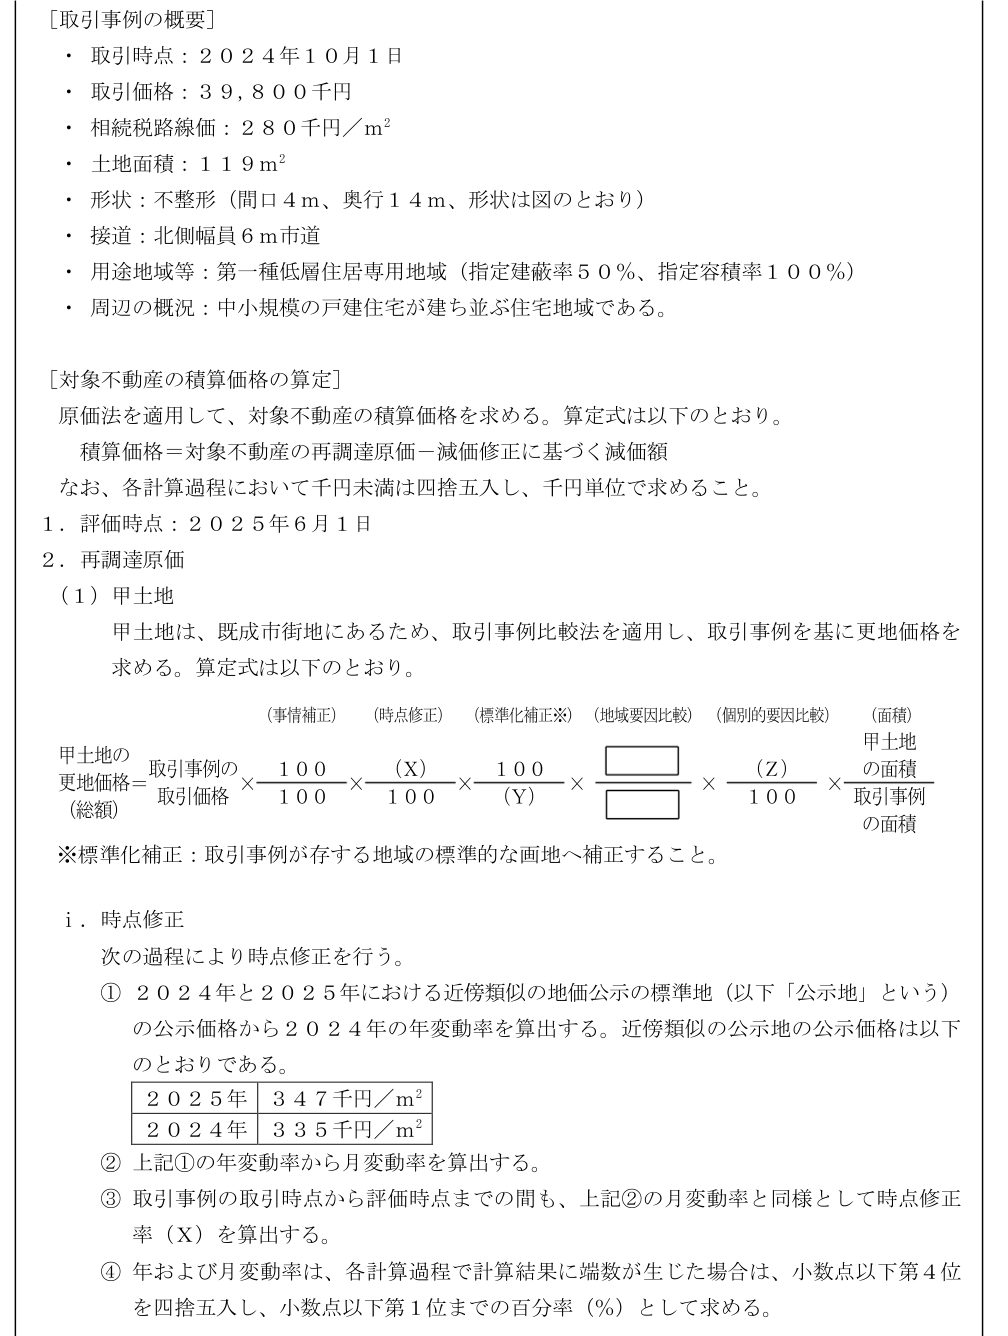 ［取引事例の概要］
・ 取引時点：２０２４年１０月１日
・ 取引価格：３９,８００千円
・ 相続税路線価：２８０千円／m²
・ 土地面積：１１９m²
・ 形状：不整形（間口４m、奥行１４m、形状は図のとおり）
・ 接道：北側幅員６m市道
・ 用途地域等：第一種低層住居専用地域（指定建蔽率５０％、指定容積率１００％）
・ 周辺の概況：中小規模の戸建住宅が建ち並ぶ住宅地域である。
［対象不動産の積算価格の算定］
原価法を適用して、対象不動産の積算価格を求める。算定式は以下のとおり。
積算価格＝対象不動産の再調達原価－減価修正に基づく減価額
なお、各計算過程において千円未満は四捨五入し、千円単位で求めること。
１．評価時点：２０２５年６月１日
２．再調達原価
（１）甲土地
甲土地は、既成市街地にあるため、取引事例比較法を適用し、取引事例を基に更地価格を
求める。算定式は以下のとおり。
（事情補正） （時点修正） （標準化補正※） （地域要因比較） （個別的要因比較） （面積）
甲土地の更地価格（総額）＝取引事例の取引価格×１００/１００×（X）/１００×１００/（Y）×□/□×（Z）/１００×甲土地の面積/取引事例の面積
※標準化補正：取引事例が存する地域の標準的な画地へ補正すること。
ⅰ．時点修正
次の過程により時点修正を行う。
① ２０２４年と２０２５年における近傍類似の地価公示の標準地（以下「公示地」という）
の公示価格から２０２４年の年変動率を算出する。近傍類似の公示地の公示価格は以下
のとおりである。
２０２５年 ３４７千円／m²
２０２４年 ３３５千円／m²
② 上記①の年変動率から月変動率を算出する。
③ 取引事例の取引時点から評価時点までの間も、上記②の月変動率と同様として時点修正
率（X）を算出する。
④ 年および月変動率は、各計算過程で計算結果に端数が生じた場合は、小数点以下第４位
を四捨五入し、小数点以下第１位までの百分率（％）として求める。